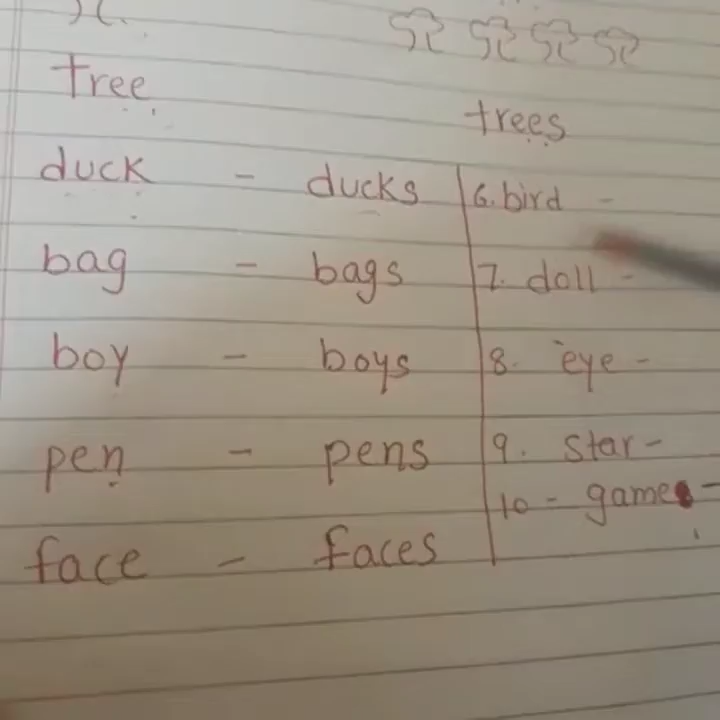 tree
trees
duck - ducks
bag - bags
boy - boys
pen - pens
face - faces
6. bird -
7. doll -
8. eye -
9. star -
10 - game -